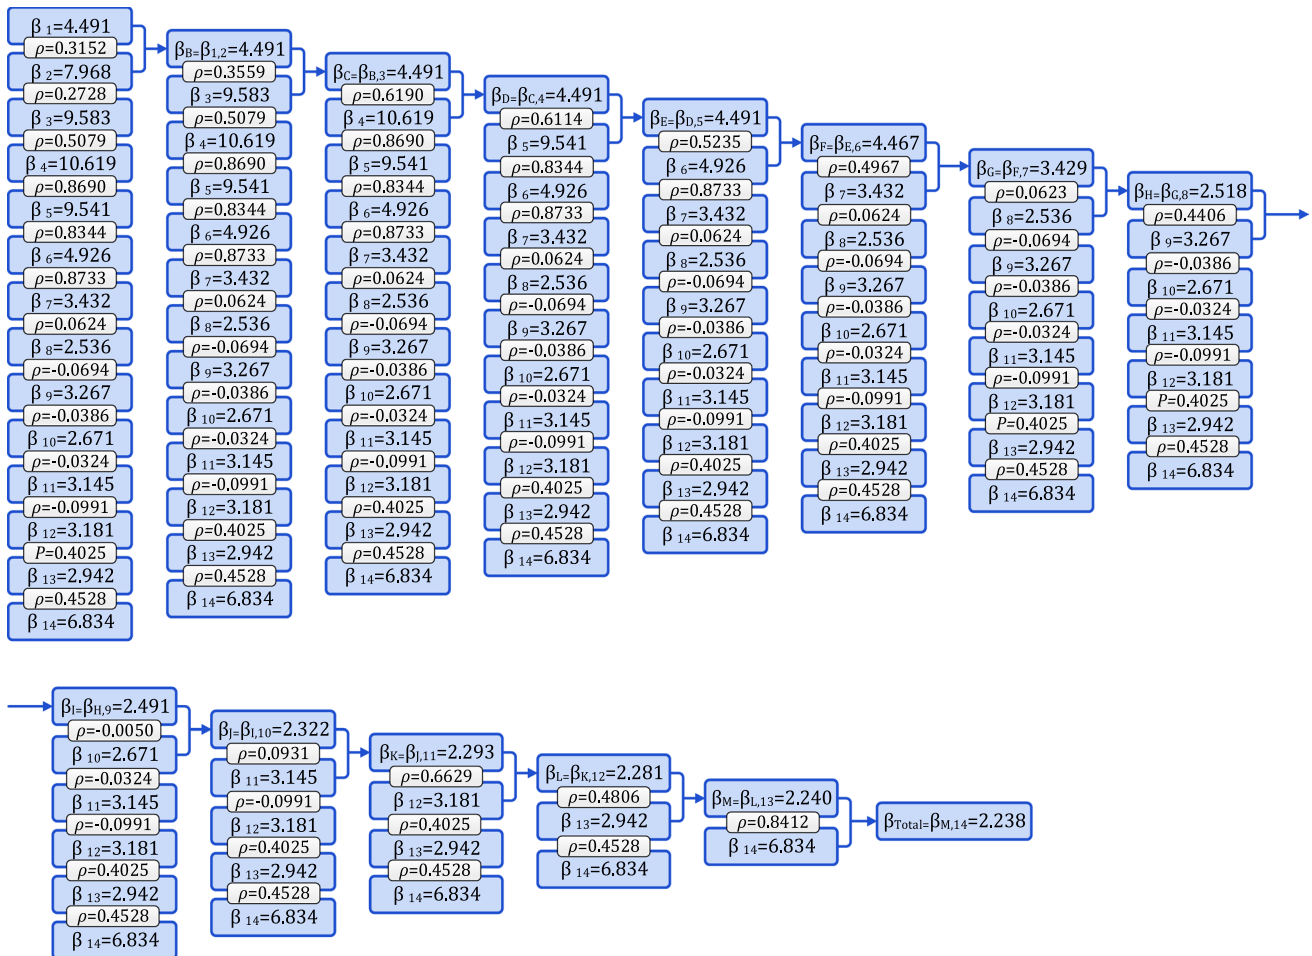 β 1=4.491
ρ=0.3152
β 2=7.968
ρ=0.2728
β 3=9.583
ρ=0.5079
β 4=10.619
ρ=0.8690
β 5=9.541
ρ=0.8344
β 6=4.926
ρ=0.8733
β 7=3.432
ρ=0.0624
β 8=2.536
ρ=-0.0694
β 9=3.267
ρ=-0.0386
β 10=2.671
ρ=-0.0324
β 11=3.145
ρ=-0.0991
β 12=3.181
P=0.4025
β 13=2.942
ρ=0.4528
β 14=6.834
βB=β1,2=4.491
ρ=0.3559
β 3=9.583
ρ=0.5079
β 4=10.619
ρ=0.8690
β 5=9.541
ρ=0.8344
β 6=4.926
ρ=0.8733
β 7=3.432
ρ=0.0624
β 8=2.536
ρ=-0.0694
β 9=3.267
ρ=-0.0386
β 10=2.671
ρ=-0.0324
β 11=3.145
ρ=-0.0991
β 12=3.181
ρ=0.4025
β 13=2.942
ρ=0.4528
β 14=6.834
βC=βB,3=4.491
ρ=0.6190
β 4=10.619
ρ=0.8690
β 5=9.541
ρ=0.8344
β 6=4.926
ρ=0.8733
β 7=3.432
ρ=0.0624
β 8=2.536
ρ=-0.0694
β 9=3.267
ρ=-0.0386
β 10=2.671
ρ=-0.0324
β 11=3.145
ρ=-0.0991
β 12=3.181
ρ=0.4025
β 13=2.942
ρ=0.4528
β 14=6.834
βD=βC,4=4.491
ρ=0.6114
β 5=9.541
ρ=0.8344
β 6=4.926
ρ=0.8733
β 7=3.432
ρ=0.0624
β 8=2.536
ρ=-0.0694
β 9=3.267
ρ=-0.0386
β 10=2.671
ρ=-0.0324
β 11=3.145
ρ=-0.0991
β 12=3.181
ρ=0.4025
β 13=2.942
ρ=0.4528
β 14=6.834
βE=βD,5=4.491
ρ=0.5235
β 6=4.926
ρ=0.8733
β 7=3.432
ρ=0.0624
β 8=2.536
ρ=-0.0694
β 9=3.267
ρ=-0.0386
β 10=2.671
ρ=-0.0324
β 11=3.145
ρ=-0.0991
β 12=3.181
ρ=0.4025
β 13=2.942
ρ=0.4528
β 14=6.834
βF=βE,6=4.467
ρ=0.4967
β 7=3.432
ρ=0.0624
β 8=2.536
ρ=-0.0694
β 9=3.267
ρ=-0.0386
β 10=2.671
ρ=-0.0324
β 11=3.145
ρ=-0.0991
β 12=3.181
ρ=0.4025
β 13=2.942
ρ=0.4528
β 14=6.834
βG=βF,7=3.429
ρ=0.0623
β 8=2.536
ρ=-0.0694
β 9=3.267
ρ=-0.0386
β 10=2.671
ρ=-0.0324
β 11=3.145
ρ=-0.0991
β 12=3.181
P=0.4025
β 13=2.942
ρ=0.4528
β 14=6.834
βH=βG,8=2.518
ρ=0.4406
β 9=3.267
ρ=-0.0386
β 10=2.671
ρ=-0.0324
β 11=3.145
ρ=-0.0991
β 12=3.181
P=0.4025
β 13=2.942
ρ=0.4528
β 14=6.834
βI=βH,9=2.491
ρ=-0.0050
β 10=2.671
ρ=-0.0324
β 11=3.145
ρ=-0.0991
β 12=3.181
ρ=0.4025
β 13=2.942
ρ=0.4528
β 14=6.834
βJ=βI,10=2.322
ρ=0.0931
β 11=3.145
ρ=-0.0991
β 12=3.181
ρ=0.4025
β 13=2.942
ρ=0.4528
β 14=6.834
βK=βJ,11=2.293
ρ=0.6629
β 12=3.181
ρ=0.4025
β 13=2.942
ρ=0.4528
β 14=6.834
βL=βK,12=2.281
ρ=0.4806
β 13=2.942
ρ=0.4528
β 14=6.834
βM=βL,13=2.240
ρ=0.8412
β 14=6.834
βTotal=βM,14=2.238